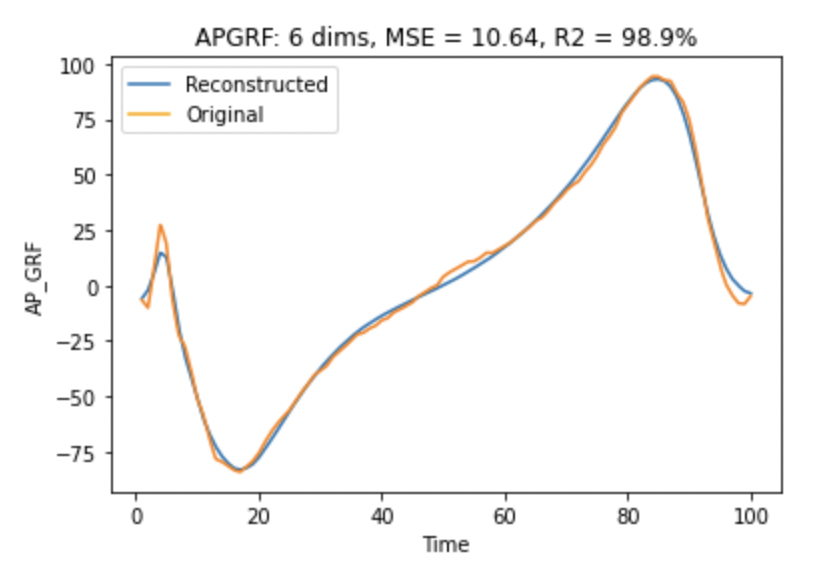 APGRF: 6 dims, MSE = 10.64, R2 = 98.9%
Reconstructed
Original
100
75
50
25
0
−25
−50
−75
AP_GRF
0 20 40 60 80 100
Time